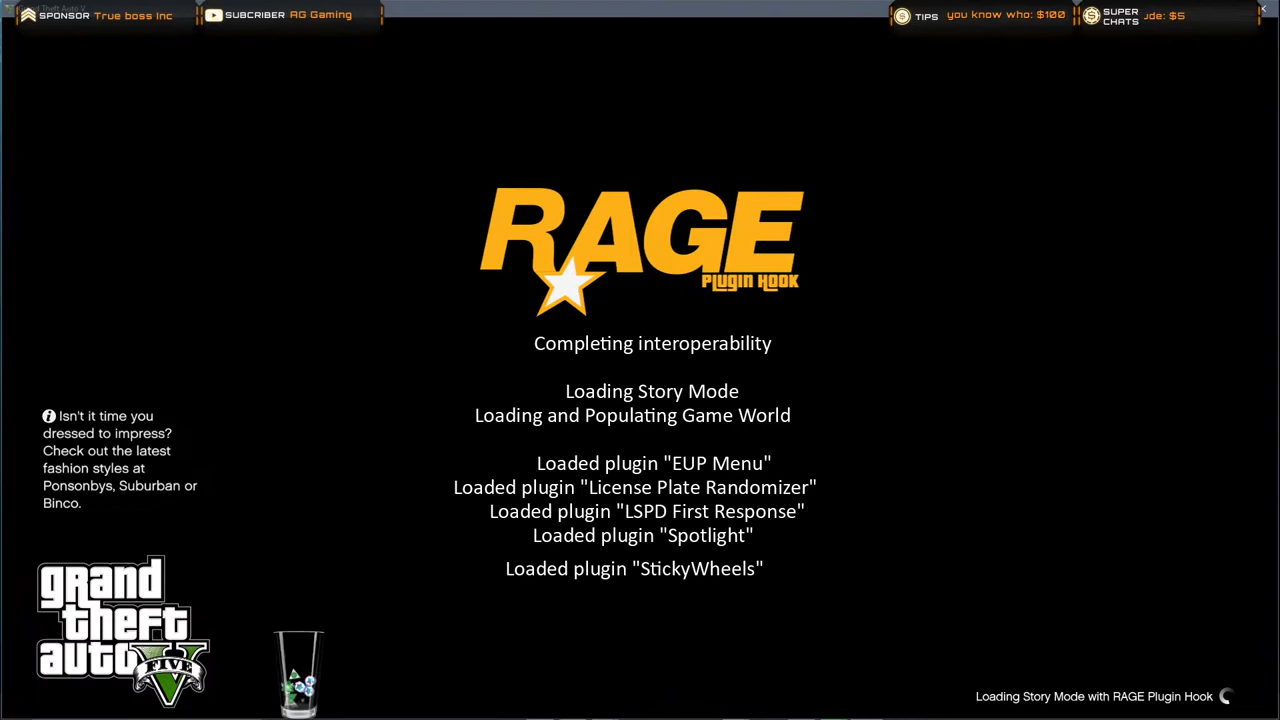 SPONSOR True boss Inc
SUBCRIBER AG Gaming
TIPS you know who: $100
SUPER CHATS ude: $5
RAGE
PLUGIN HOOK
Completing interoperability
Loading Story Mode
Loading and Populating Game World
Isn't it time you
dressed to impress?
Check out the latest
fashion styles at
Ponsonbys, Suburban or
Binco.
Loaded plugin "EUP Menu"
Loaded plugin "License Plate Randomizer"
Loaded plugin "LSPD First Response"
Loaded plugin "Spotlight"
Loaded plugin "StickyWheels"
grand
theft
auto V
FIVE
Loading Story Mode with RAGE Plugin Hook